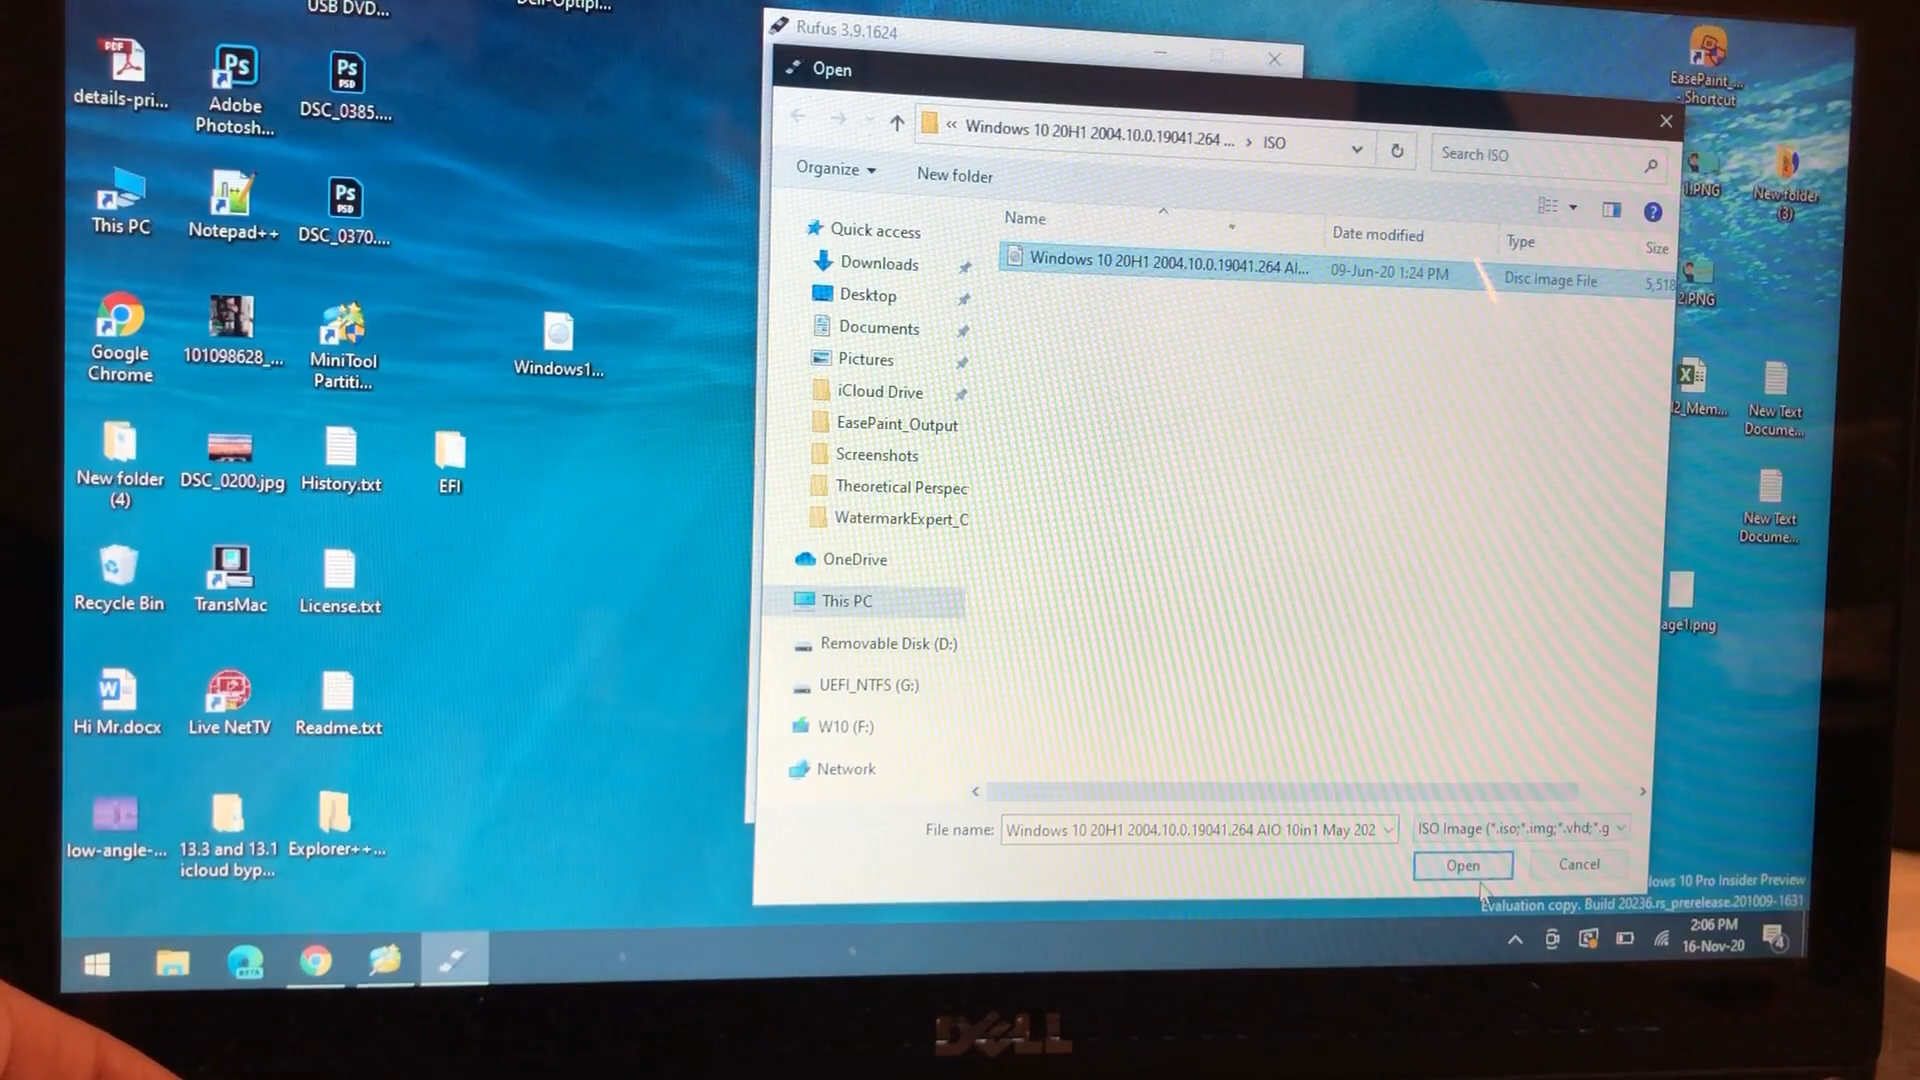 USB DVD...
Dell-Optipl...
details-pri...
Adobe
Photosh...
DSC_0385....
This PC
Notepad++
DSC_0370....
Google
Chrome
101098628_...
MiniTool
Partiti...
Windows1...
New folder
(4)
DSC_0200.jpg
History.txt
EFI
Recycle Bin
TransMac
License.txt
Hi Mr.docx
Live NetTV
Readme.txt
low-angle-...
13.3 and 13.1
icloud byp...
Explorer++...
Rufus 3.9.1624
Open
« Windows 10 20H1 2004.10.0.19041.264 ... › ISO
Search ISO
Organize
New folder
Name
Date modified
Type
Size
Windows 10 20H1 2004.10.0.19041.264 AI...
09-Jun-20 1:24 PM
Disc Image File
5,518
Quick access
Downloads
Desktop
Documents
Pictures
iCloud Drive
EasePaint_Output
Screenshots
Theoretical Perspec
WatermarkExpert_C
OneDrive
This PC
Removable Disk (D:)
UEFI_NTFS (G:)
W10 (F:)
Network
File name:
Windows 10 20H1 2004.10.0.19041.264 AIO 10in1 May 202
ISO Image (*.iso;*.img;*.vhd;*.g
Open
Cancel
EasePaint_...
- Shortcut
1.PNG
New folder
(3)
2.PNG
2_Mem...
New Text
Docume...
New Text
Docume...
age1.png
lows 10 Pro Insider Preview
Evaluation copy. Build 20236.rs_prerelease.201009-1631
2:06 PM
16-Nov-20
4
BETA
DELL